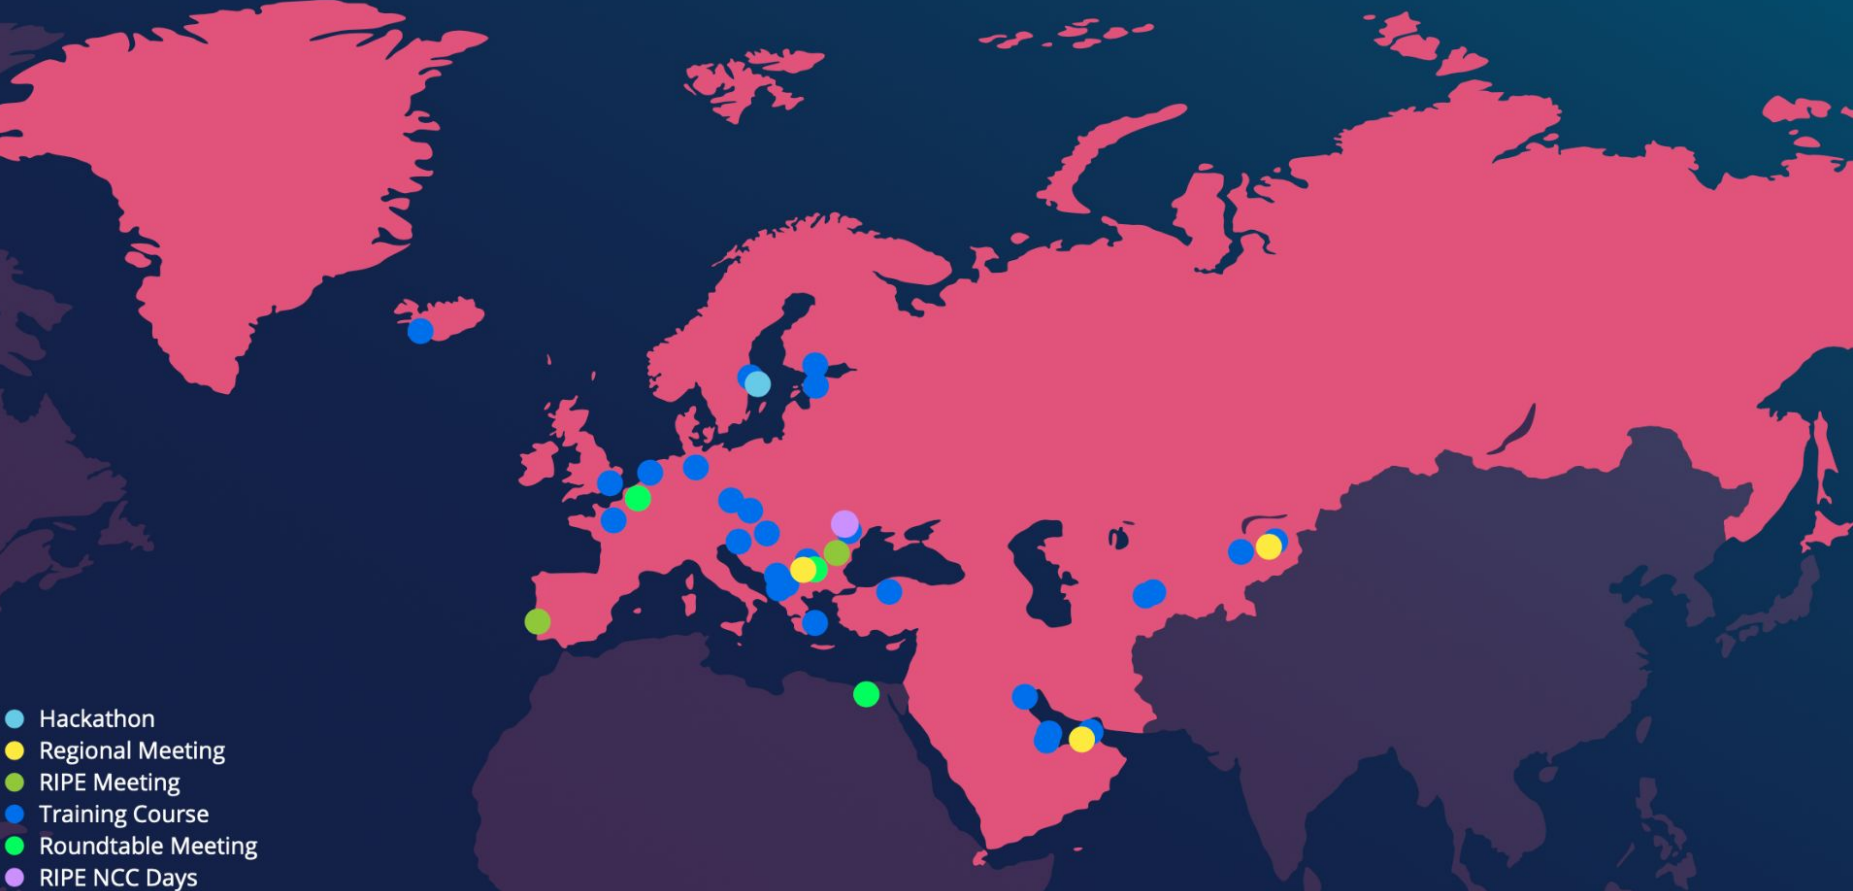 Hackathon
Regional Meeting
RIPE Meeting
Training Course
Roundtable Meeting
RIPE NCC Days